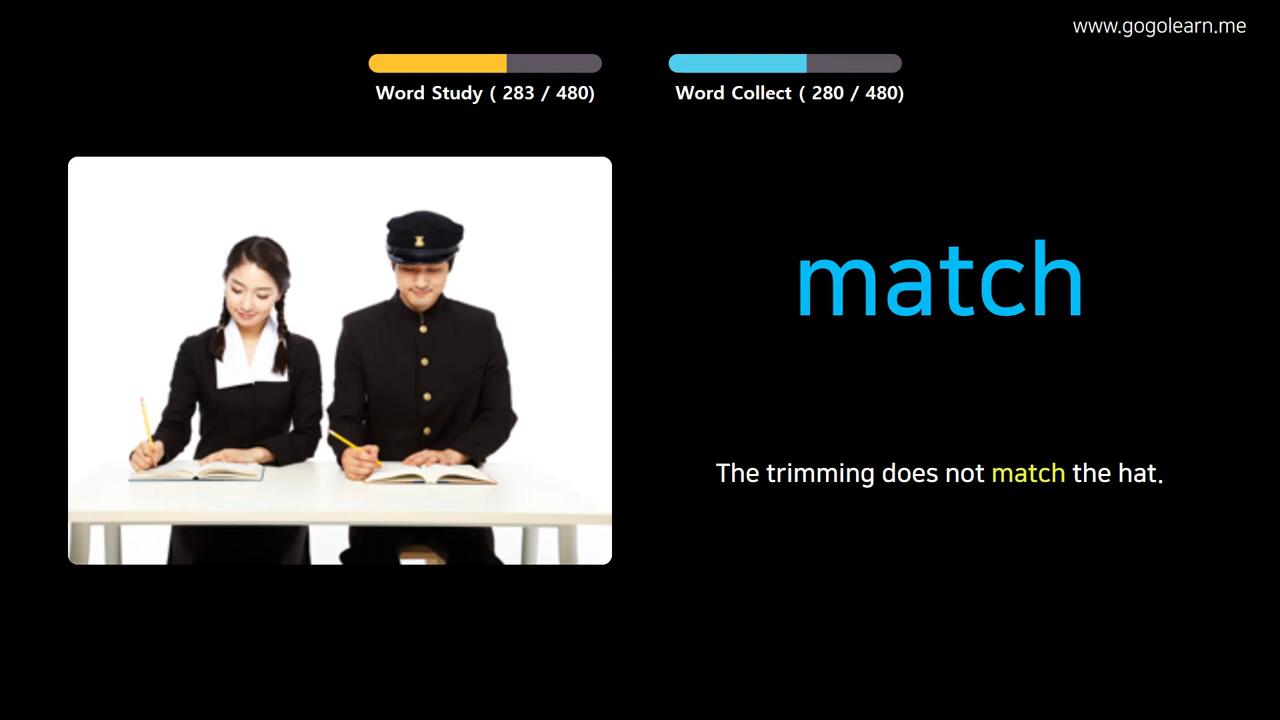 www.gogolearn.me
Word Study ( 283 / 480)
Word Collect ( 280 / 480)
match
The trimming does not match the hat.